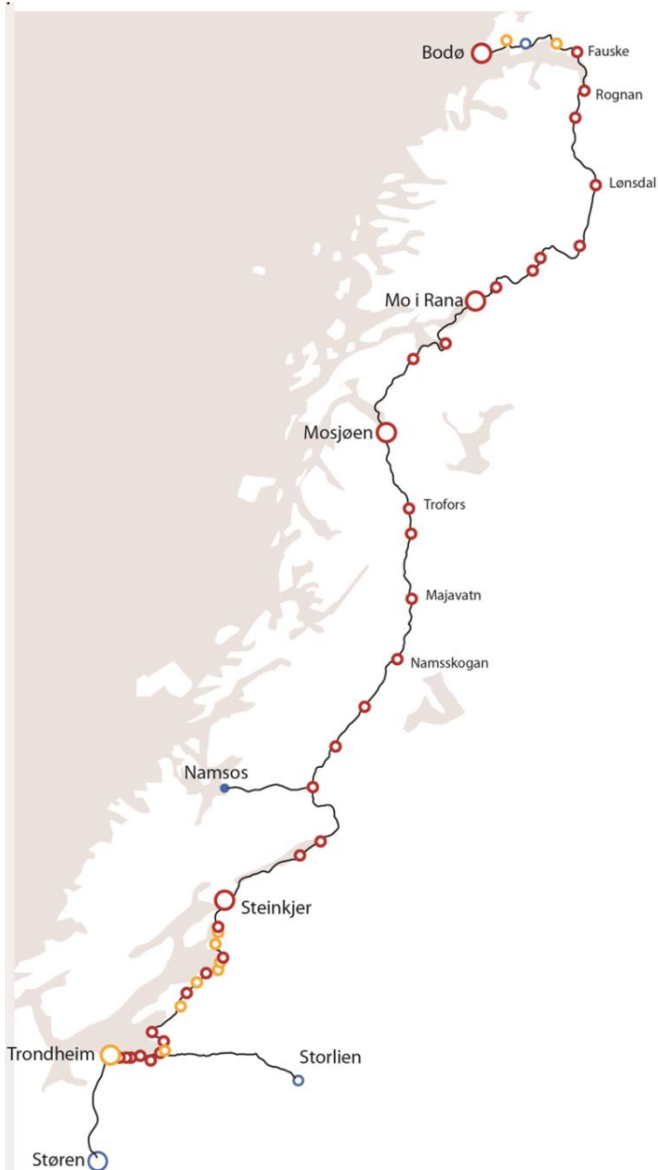 Bodø
Fauske
Rognan
Lønsdal
Mo i Rana
Mosjøen
Trofors
Majavatn
Namsskogan
Namsos
Steinkjer
Trondheim
Storlien
Støren